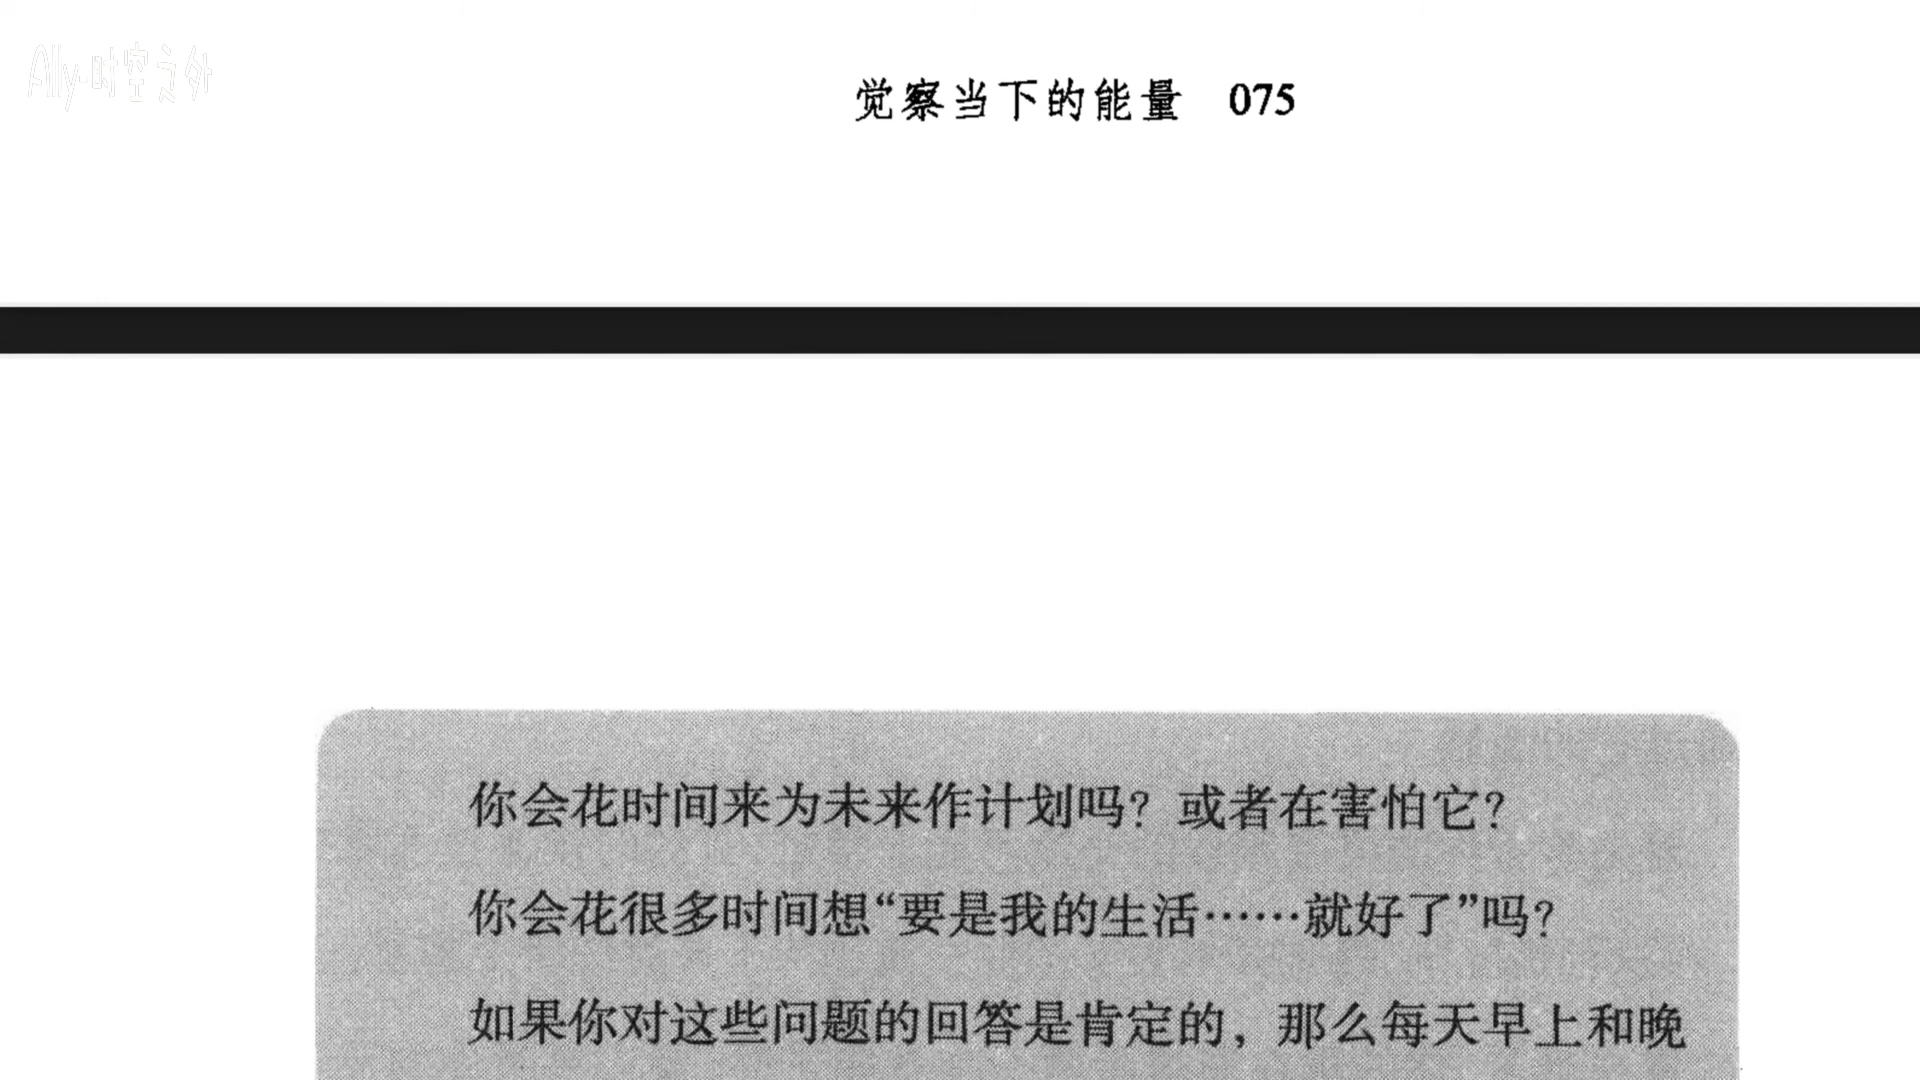 Ally-时空之外
觉察当下的能量 075
你会花时间来为未来作计划吗？或者在害怕它？
你会花很多时间想“要是我的生活……就好了”吗？
如果你对这些问题的回答是肯定的，那么每天早上和晚